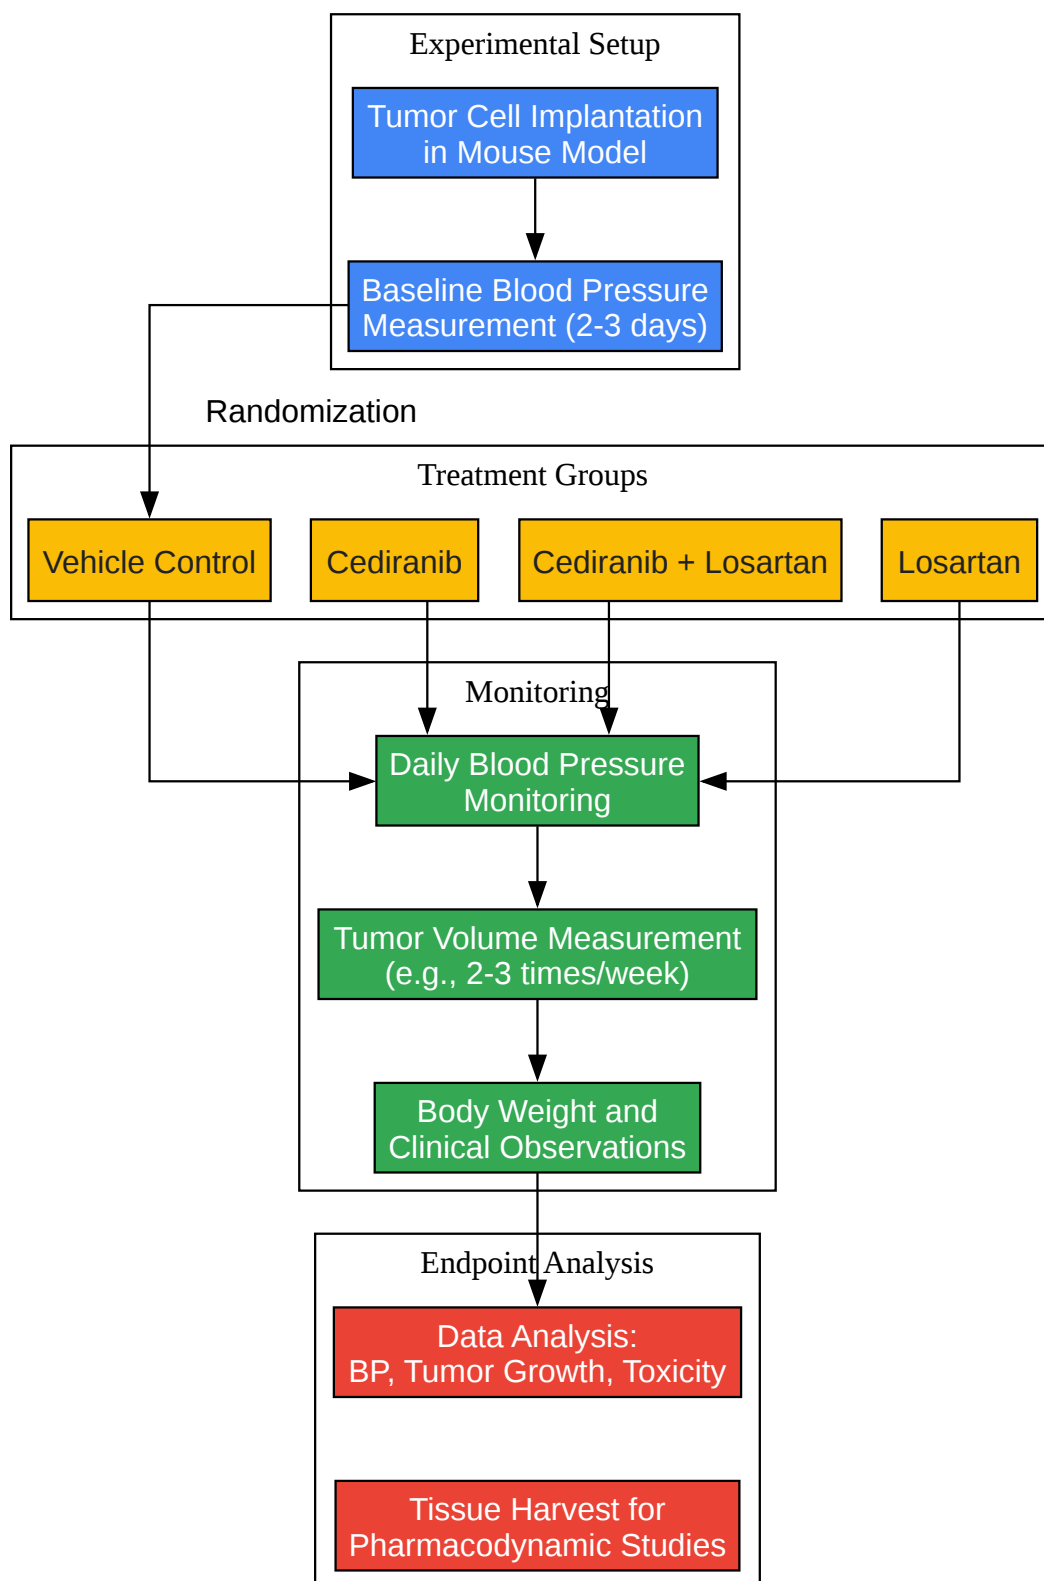 Experimental Setup
Tumor Cell Implantation
in Mouse Model
Baseline Blood Pressure
Measurement (2-3 days)
Randomization
Treatment Groups
Vehicle Control
Cediranib
Cediranib + Losartan
Losartan
Monitoring
Daily Blood Pressure
Monitoring
Tumor Volume Measurement
(e.g., 2-3 times/week)
Body Weight and
Clinical Observations
Endpoint Analysis
Data Analysis:
BP, Tumor Growth, Toxicity
Tissue Harvest for
Pharmacodynamic Studies